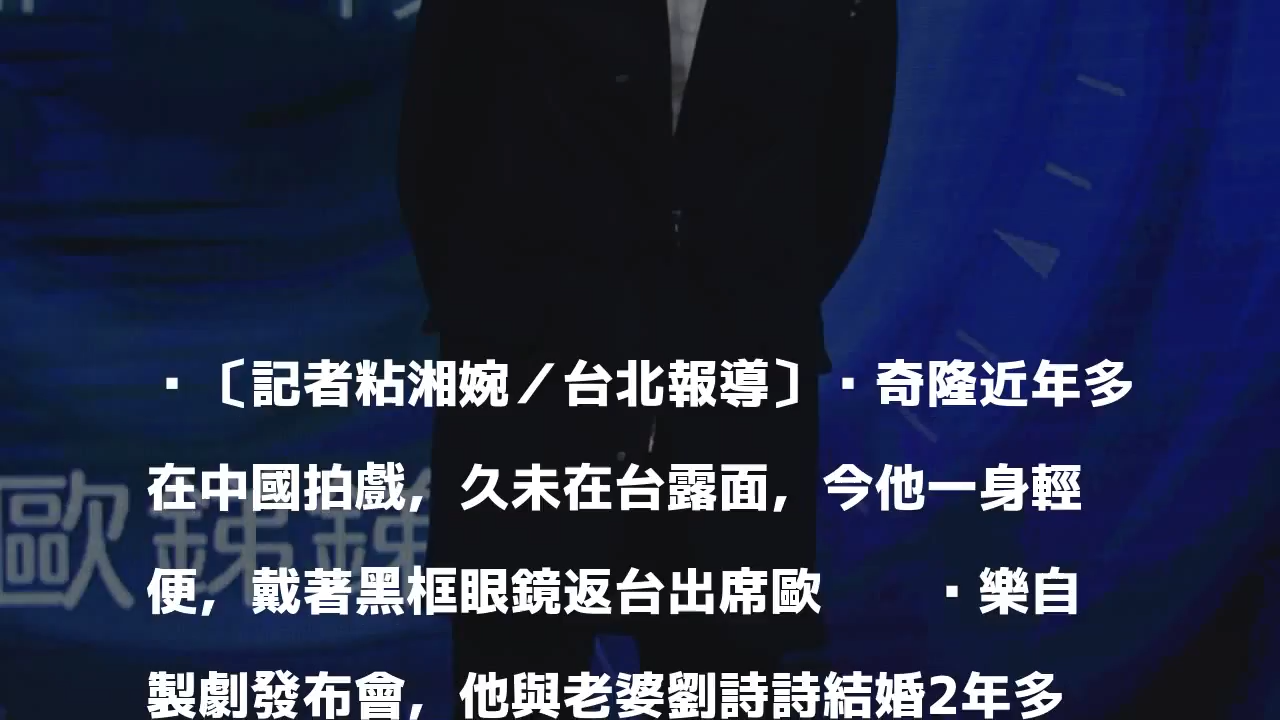 ▪〔記者粘湘婉／台北報導〕▪奇隆近年多
在中國拍戲，久未在台露面，今他一身輕
便，戴著黑框眼鏡返台出席歐　　▪樂自
製劇發布會，他與老婆劉詩詩結婚2年多
歐銻銻